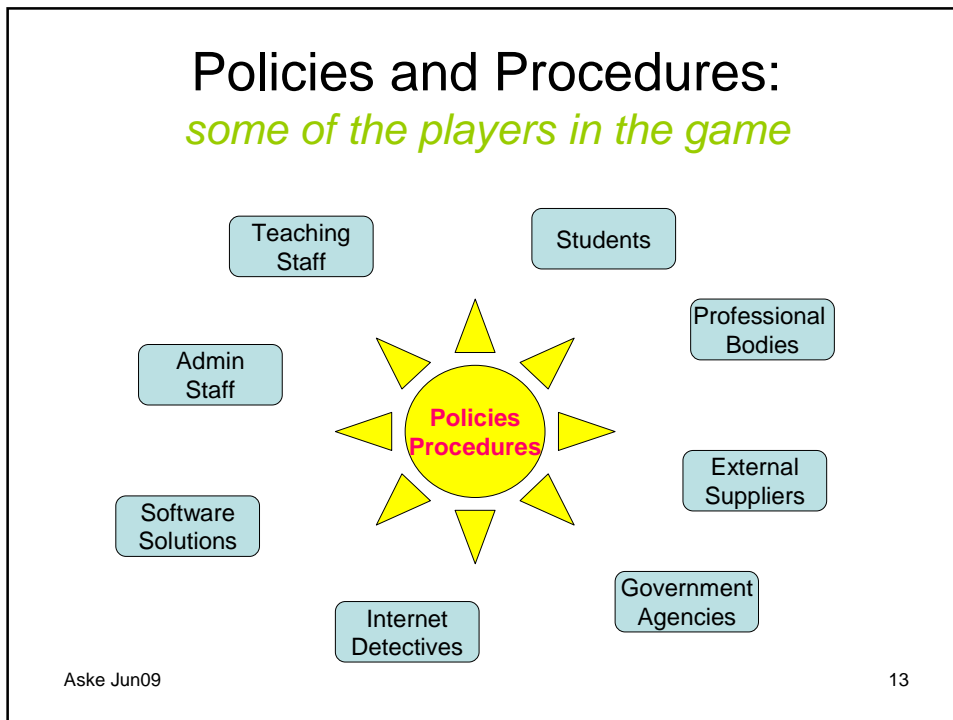 Policies and Procedures:
some of the players in the game
Teaching
Staff
Students
Professional
Bodies
Admin
Staff
Policies
Procedures
External
Suppliers
Software
Solutions
Government
Agencies
Internet
Detectives
Aske Jun09
13